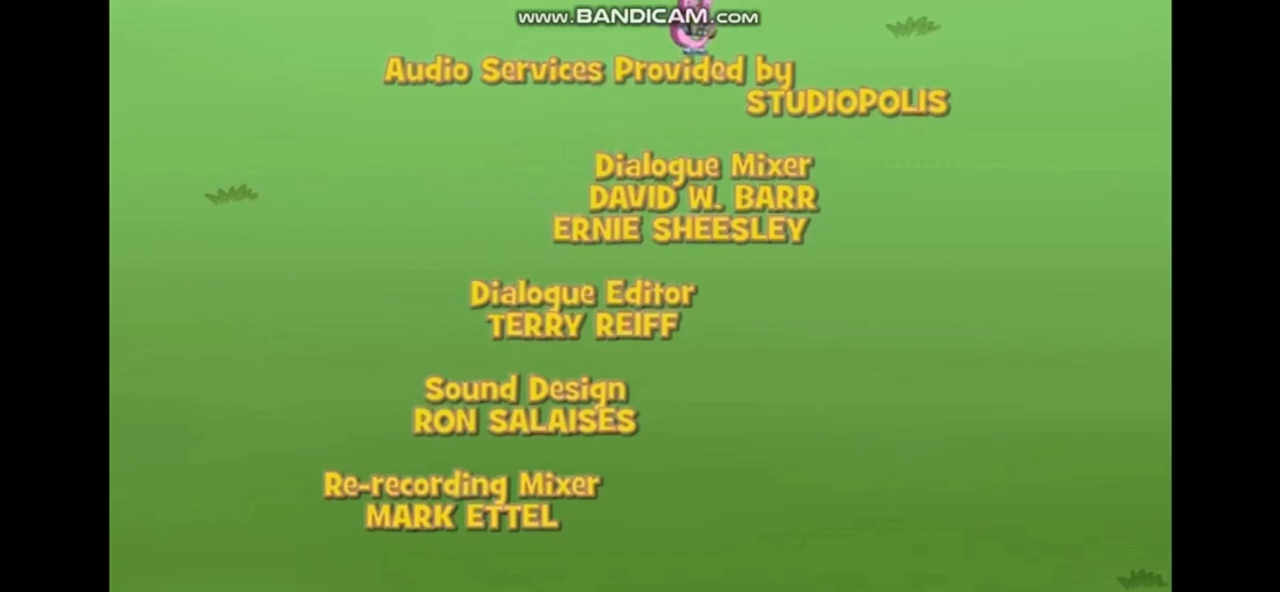 www.BANDICAM.com
Audio Services Provided by
STUDIOPOLIS
Dialogue Mixer
DAVID W. BARR
ERNIE SHEESLEY
Dialogue Editor
TERRY REIFF
Sound Design
RON SALAISES
Re-recording Mixer
MARK ETTEL